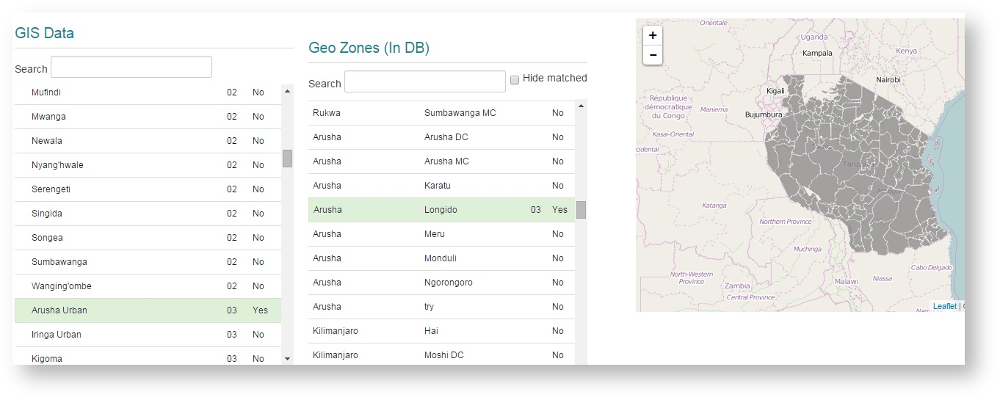 GIS Data
Search
Mufindi 02 No
Mwanga 02 No
Newala 02 No
Nyang'hwale 02 No
Serengeti 02 No
Singida 02 No
Songea 02 No
Sumbawanga 02 No
Wanging'ombe 02 No
Arusha Urban 03 Yes
Iringa Urban 03 No
Kigoma 03 No
Geo Zones (In DB)
Search Hide matched
Rukwa Sumbawanga MC No
Arusha Arusha DC No
Arusha Arusha MC No
Arusha Karatu No
Arusha Longido 03 Yes
Arusha Meru No
Arusha Monduli No
Arusha Ngorongoro No
Arusha try No
Kilimanjaro Hai No
Kilimanjaro Moshi DC No
+
−
Orientale
Uganda
Kampala
Kenya
Nairobi
Kigali
République
démocratique
du Congo
Maniema
Bujumbura
Kasai-Oriental
cidental
Katanga
Northern Province
Muchinga
North-Western
Province
Zambia
Central Province
Malawi
Niassa
Cabo Delgado
Leaflet |